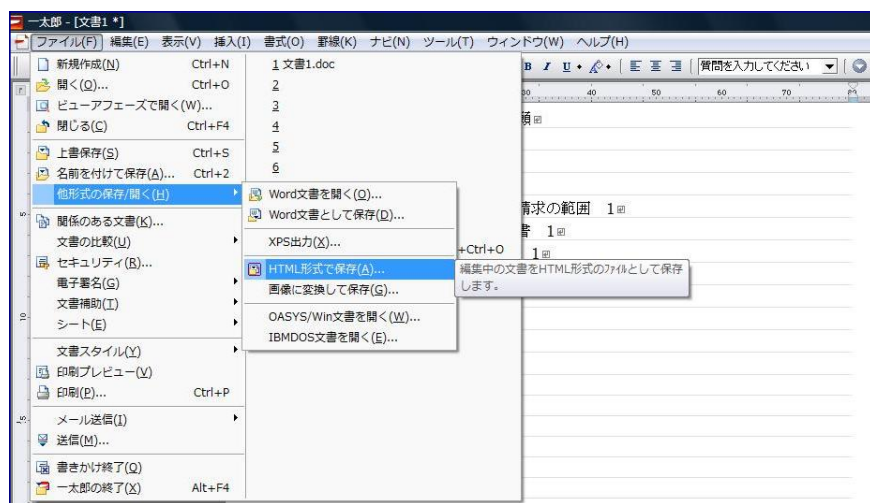 一太郎 - [文書1 *]
ファイル(F) 編集(E) 表示(V) 挿入(I) 書式(O) 罫線(K) ナビ(N) ツール(T) ウィンドウ(W) ヘルプ(H)
新規作成(N) Ctrl+N
開く(O)... Ctrl+O
ビューアフェーズで開く(W)...
閉じる(C) Ctrl+F4
上書保存(S) Ctrl+S
名前を付けて保存(A)... Ctrl+2
他形式の保存/開く(H)
関係のある文書(K)...
文書の比較(U)
セキュリティ(R)...
電子署名(G)
文書補助(T)
シート(E)
文書スタイル(Y)
印刷プレビュー(V)
印刷(P)... Ctrl+P
メール送信(I)
送信(M)...
書きかけ終了(Q)
一太郎の終了(X) Alt+F4
1 文書1.doc
2
3
4
5
6
Word文書を開く(O)...
Word文書として保存(D)...
XPS出力(X)...
HTML形式で保存(A)...
画像に変換して保存(G)...
OASYS/Win文書を開く(W)...
IBMDOS文書を開く(E)...
+Ctrl+O
編集中の文書をHTML形式のファイルとして保存
します。
B I U
質問を入力してください
40 50 60 70
請求の範囲 1
書 1
1
5
10
15